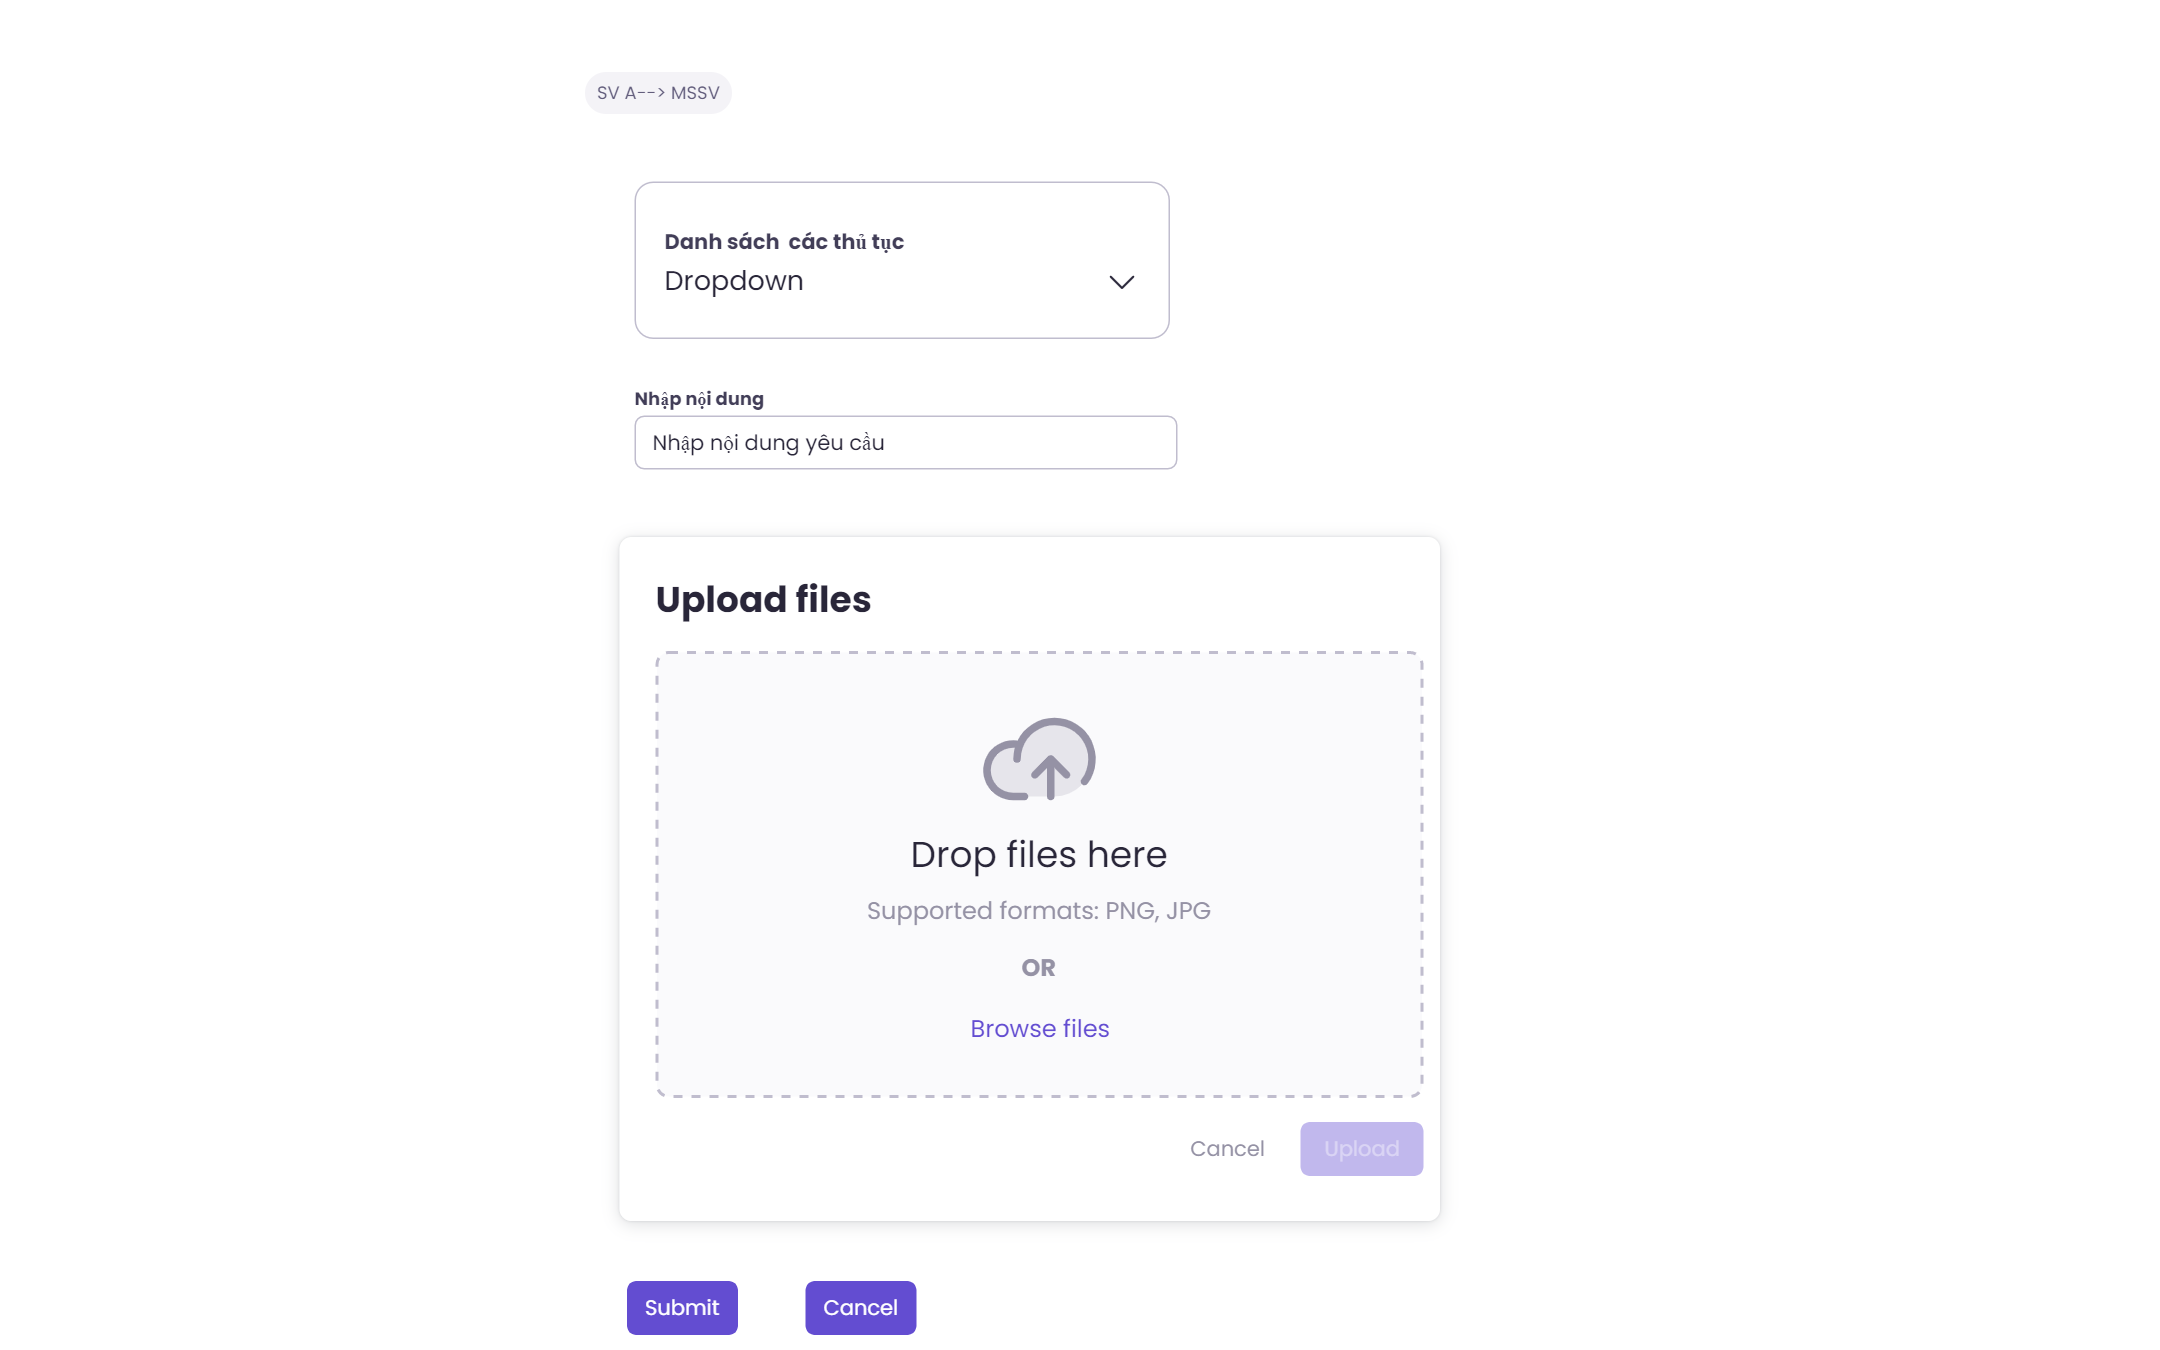 SV A--> MSSV
Danh sách  các thủ tục
Dropdown
Nhập nội dung
Nhập nội dung yêu cầu
Upload files
Drop files here
Supported formats: PNG, JPG
OR
Browse files
Cancel
Upload
Submit
Cancel